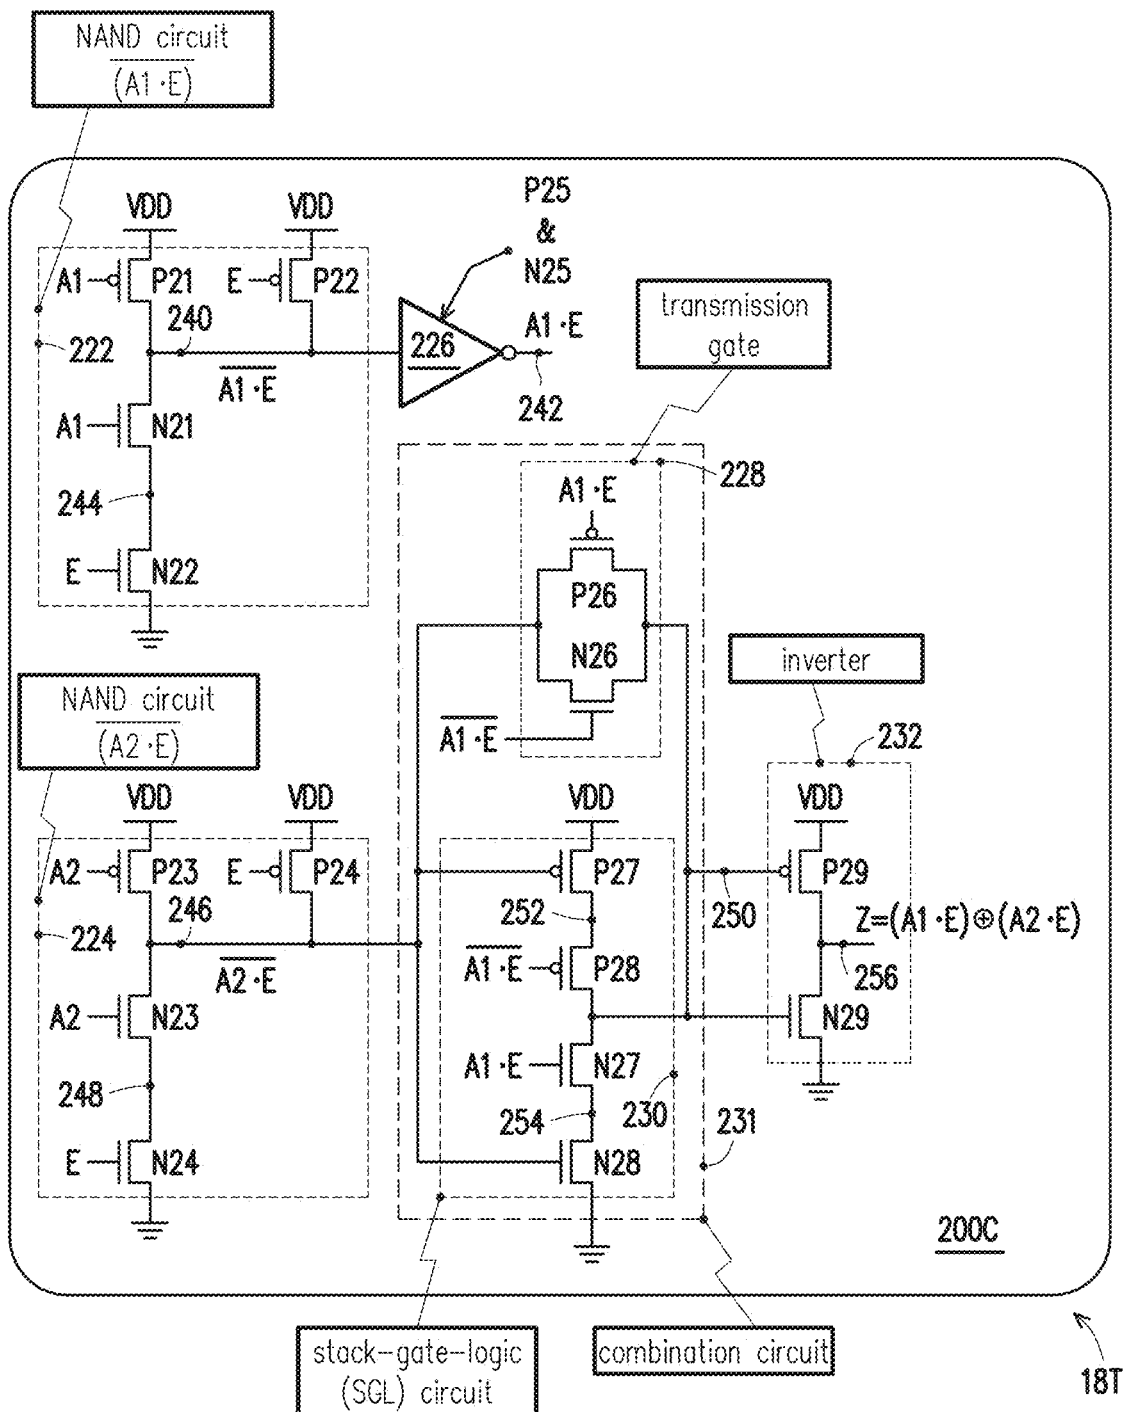 NAND circuit
(A1·E)
VDD
VDD
P25
&
N25
A1
P21
E
P22
240
222
A1·E
226
A1·E
242
transmission
gate
A1
N21
244
E
N22
228
A1·E
P26
N26
A1·E
inverter
232
NAND circuit
(A2·E)
VDD
VDD
VDD
VDD
A2
P23
E
P24
P27
P29
246
252
250
224
A2·E
A1·E
P28
Z=(A1·E)⊕(A2·E)
256
A2
N23
N29
A1·E
N27
248
254
230
231
E
N24
N28
200C
stack-gate-logic
(SGL) circuit
combination circuit
18T